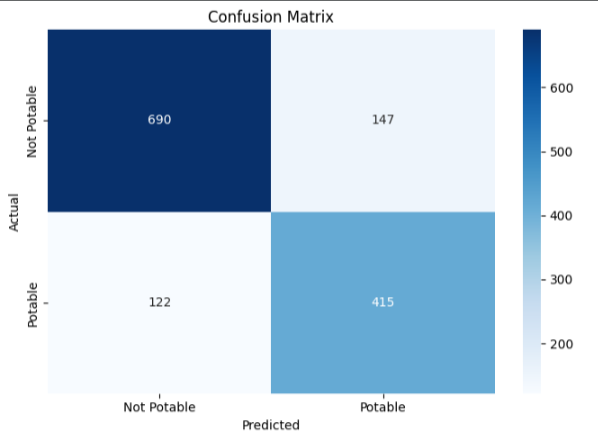 Confusion Matrix
Not Potable
690
147
600
500
400
300
200
Actual
Potable
122
415
Not Potable
Potable
Predicted